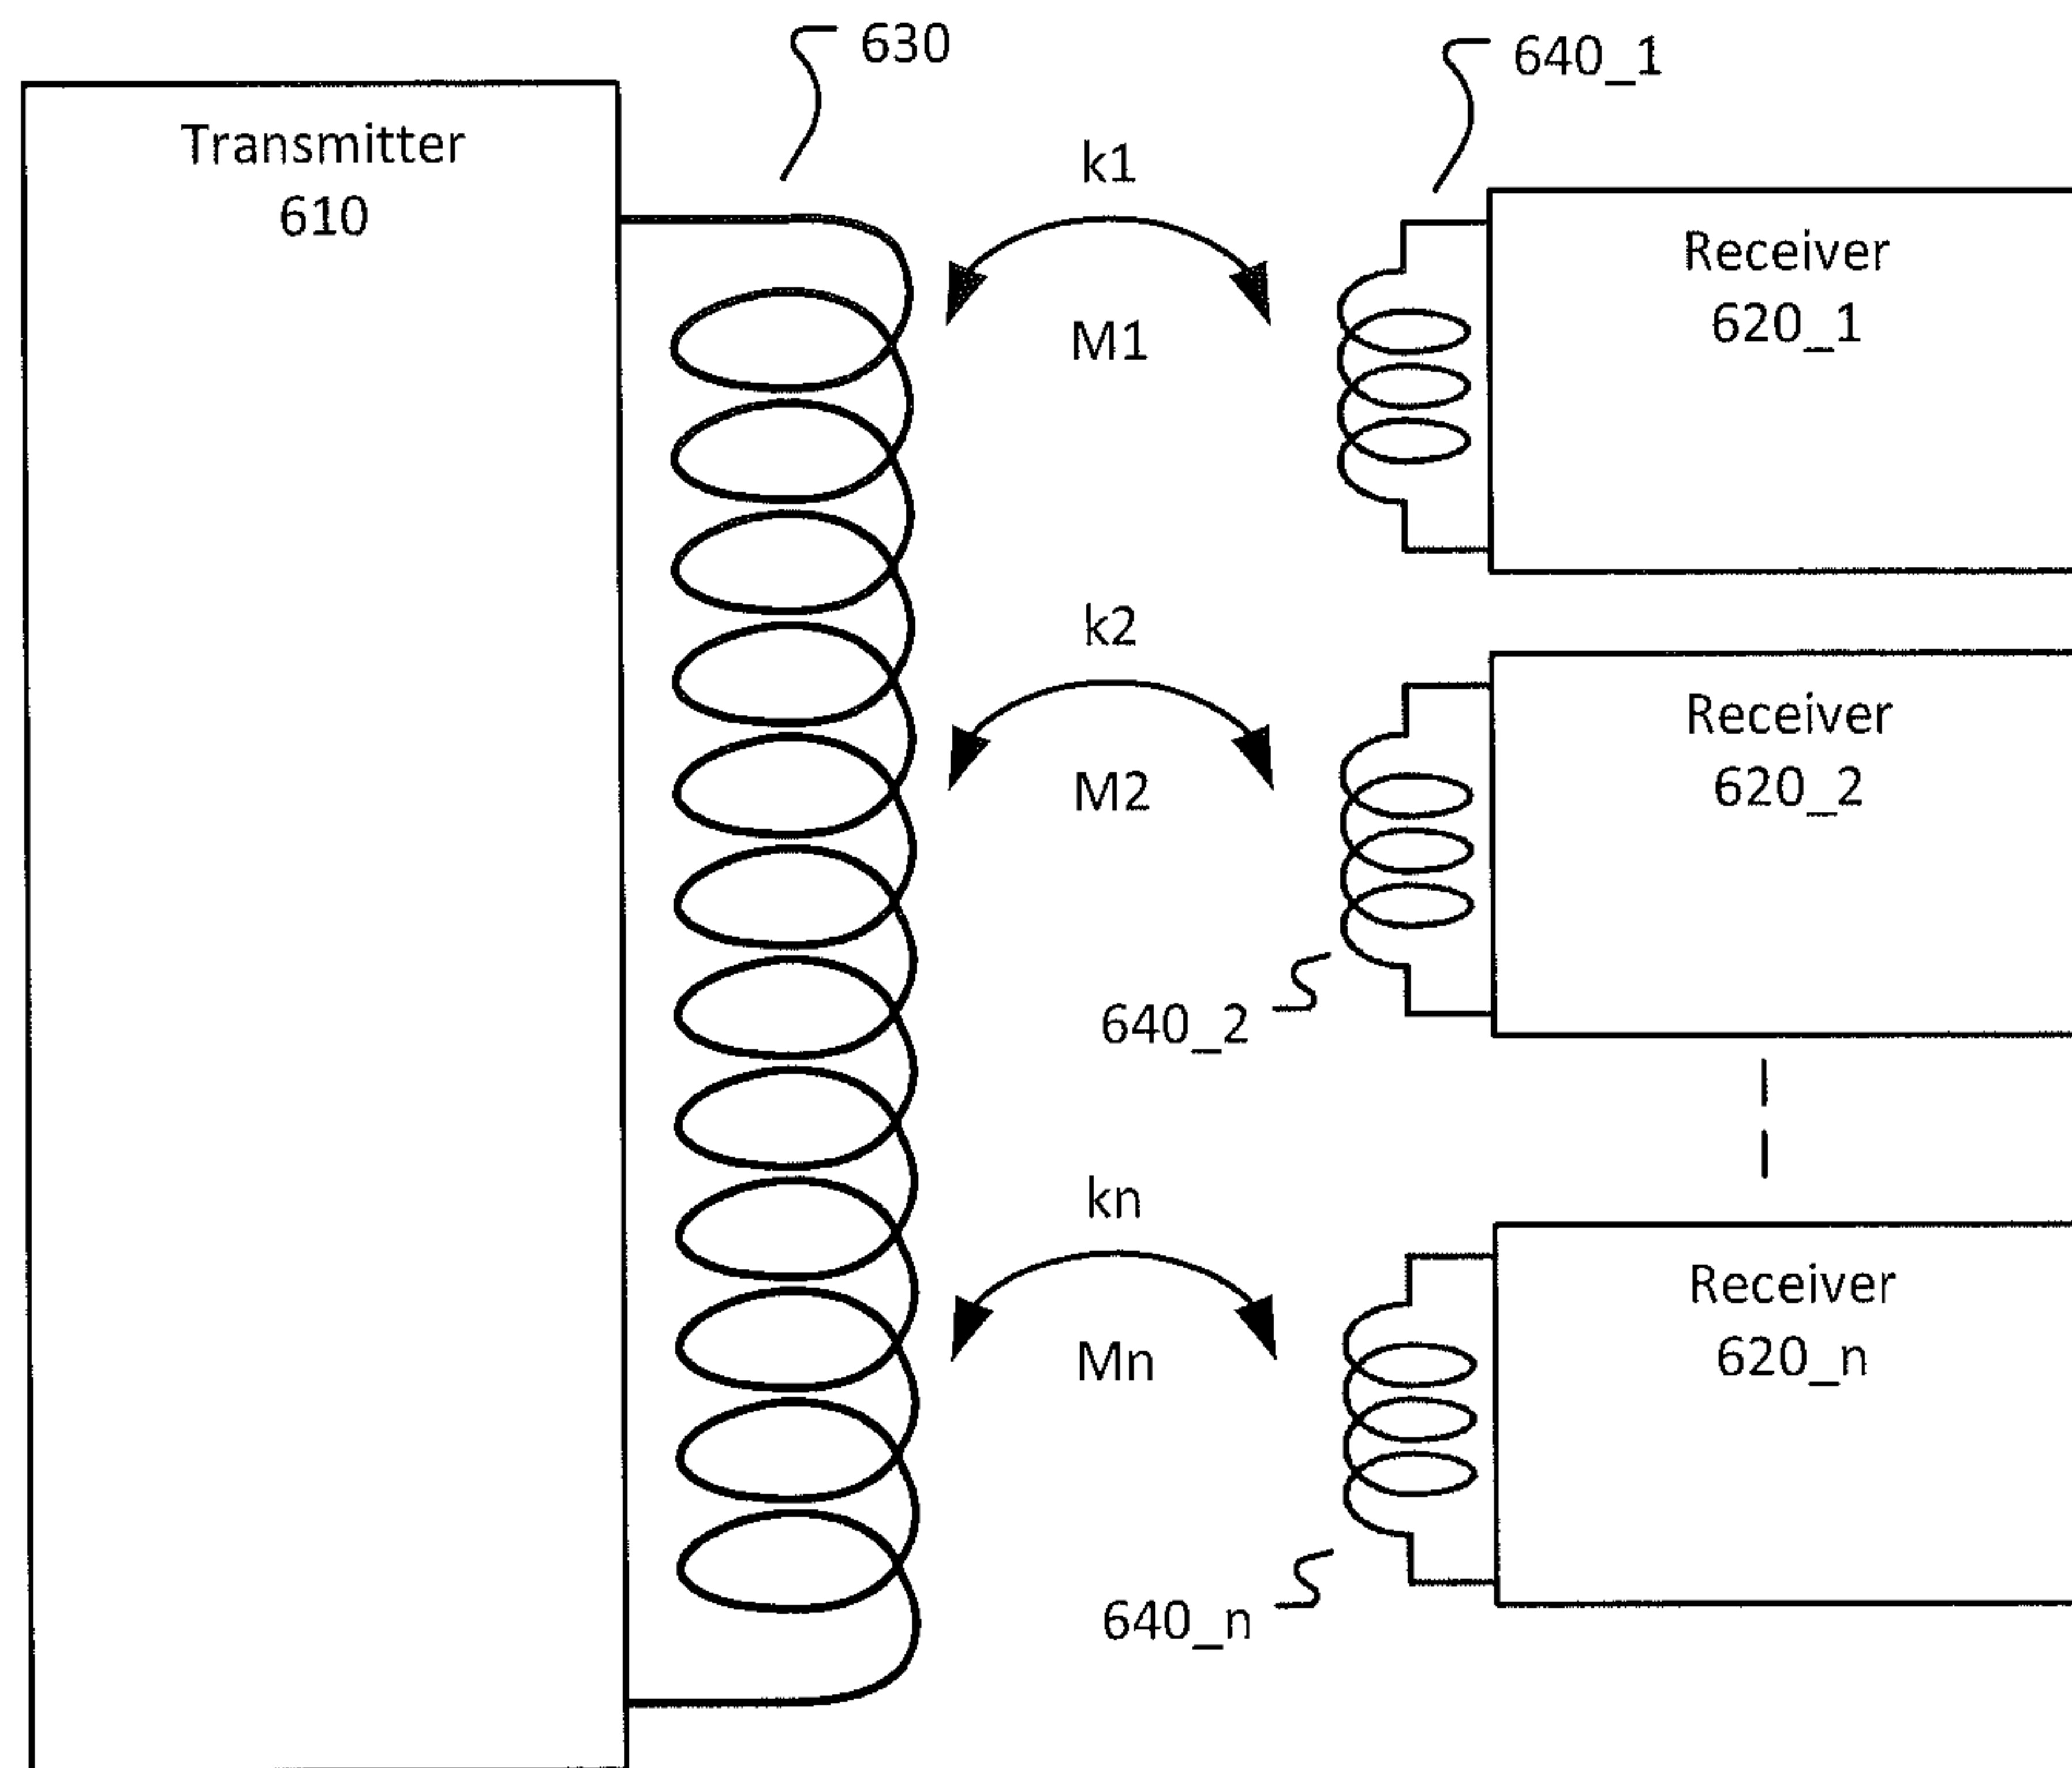 630
640_1
Transmitter
610
k1
M1
Receiver
620_1
k2
M2
Receiver
620_2
640_2
kn
Mn
Receiver
620_n
640_n